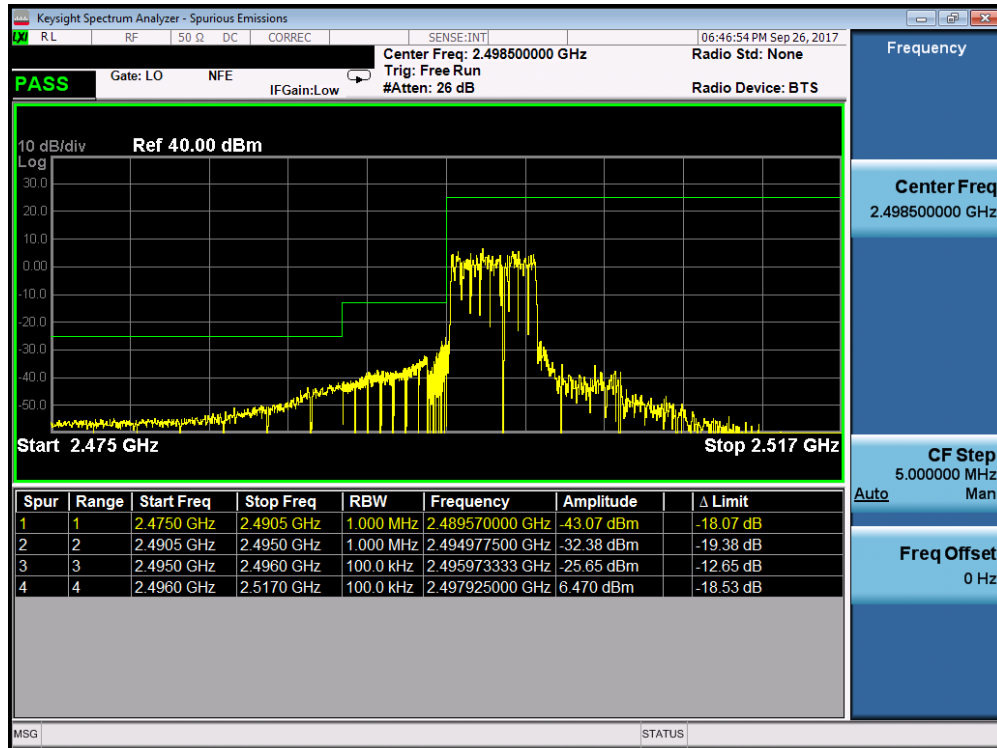 Keysight Spectrum Analyzer - Spurious Emissions
LXI RL RF 50 Ω DC CORREC SENSE:INT 06:46:54 PM Sep 26, 2017
Center Freq: 2.498500000 GHz Radio Std: None
PASS Gate: LO NFE Trig: Free Run
IFGain:Low #Atten: 26 dB Radio Device: BTS
10 dB/div Ref 40.00 dBm
Log
30.0
20.0
10.0
0.00
-10.0
-20.0
-30.0
-40.0
-50.0
Start 2.475 GHz Stop 2.517 GHz
Spur Range Start Freq Stop Freq RBW Frequency Amplitude Δ Limit
1 1 2.4750 GHz 2.4905 GHz 1.000 MHz 2.489570000 GHz -43.07 dBm -18.07 dB
2 2 2.4905 GHz 2.4950 GHz 1.000 MHz 2.494977500 GHz -32.38 dBm -19.38 dB
3 3 2.4950 GHz 2.4960 GHz 100.0 kHz 2.495973333 GHz -25.65 dBm -12.65 dB
4 4 2.4960 GHz 2.5170 GHz 100.0 kHz 2.497925000 GHz 6.470 dBm -18.53 dB
MSG STATUS
Frequency
Center Freq
2.498500000 GHz
CF Step
5.000000 MHz
Auto Man
Freq Offset
0 Hz